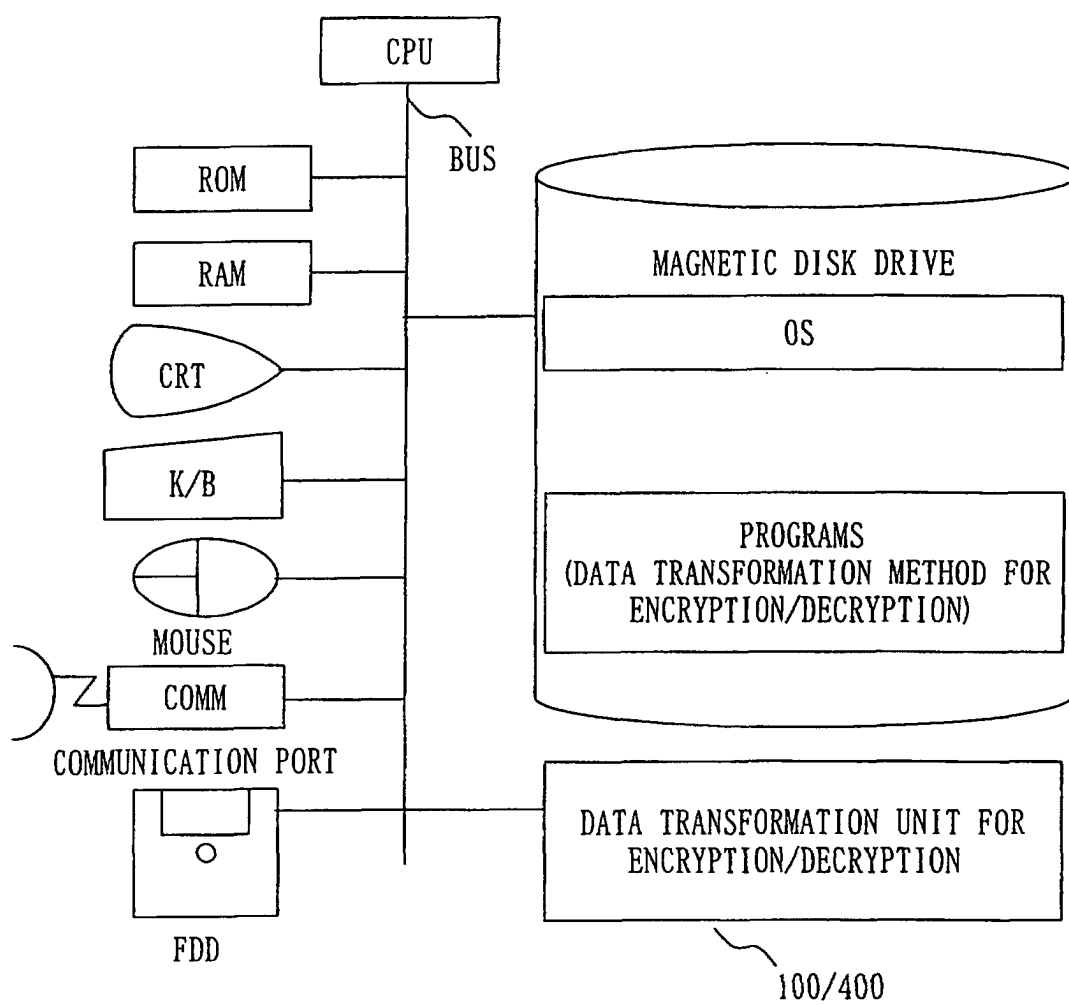 CPU
BUS
ROM
RAM
CRT
K/B
MOUSE
COMM
COMMUNICATION PORT
FDD
MAGNETIC DISK DRIVE
OS
PROGRAMS
(DATA TRANSFORMATION METHOD FOR
ENCRYPTION/DECRYPTION)
DATA TRANSFORMATION UNIT FOR
ENCRYPTION/DECRYPTION
100/400